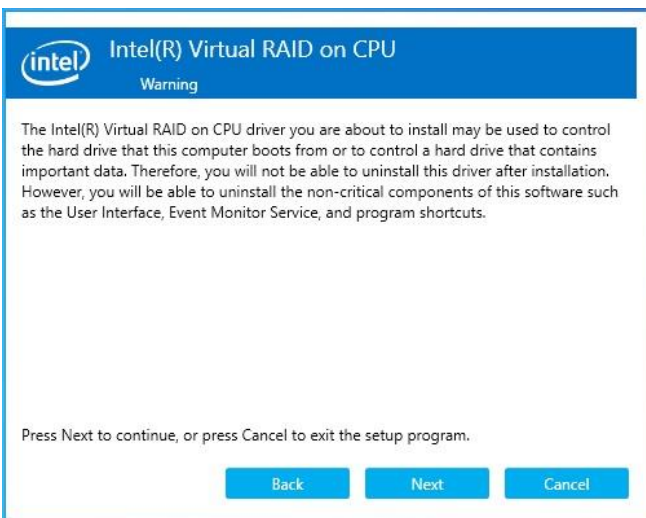 intel
Intel(R) Virtual RAID on CPU
Warning
The Intel(R) Virtual RAID on CPU driver you are about to install may be used to control
the hard drive that this computer boots from or to control a hard drive that contains
important data. Therefore, you will not be able to uninstall this driver after installation.
However, you will be able to uninstall the non-critical components of this software such
as the User Interface, Event Monitor Service, and program shortcuts.
Press Next to continue, or press Cancel to exit the setup program.
Back Next Cancel